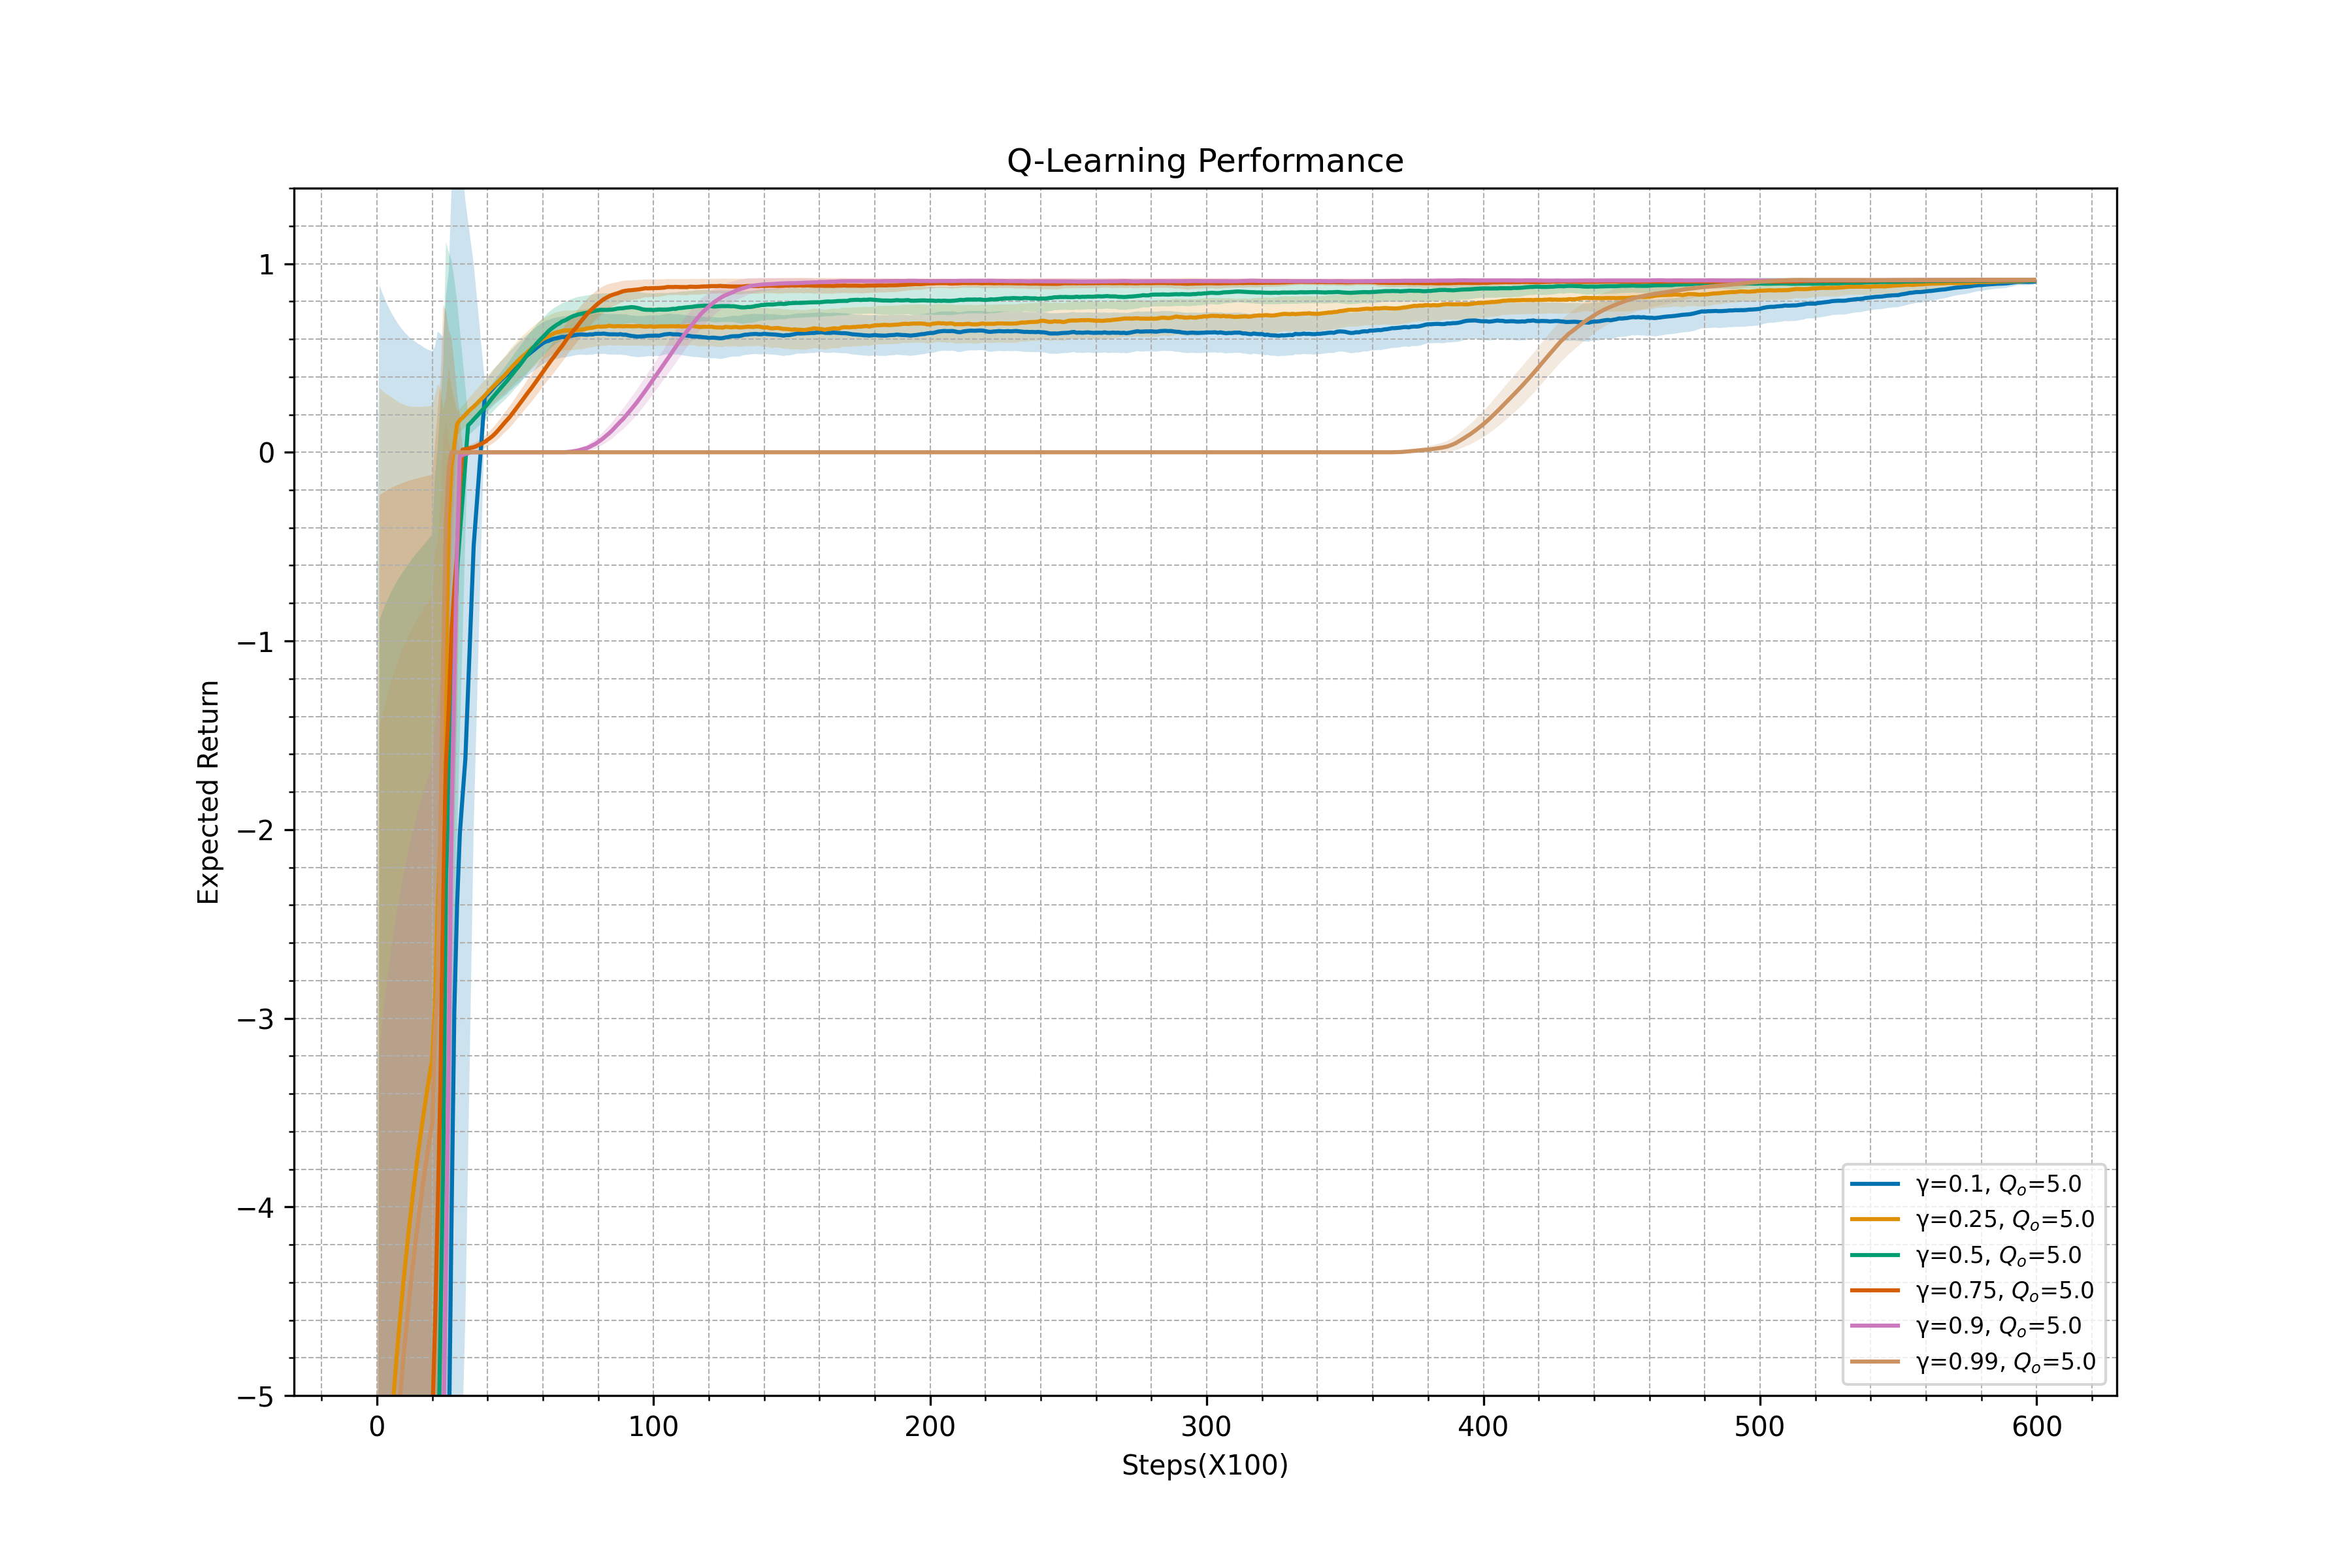 Q-Learning Performance
Expected Return
1
0
−1
−2
−3
−4
−5
0 100 200 300 400 500 600
Steps(X100)
γ=0.1, Qₒ=5.0
γ=0.25, Qₒ=5.0
γ=0.5, Qₒ=5.0
γ=0.75, Qₒ=5.0
γ=0.9, Qₒ=5.0
γ=0.99, Qₒ=5.0